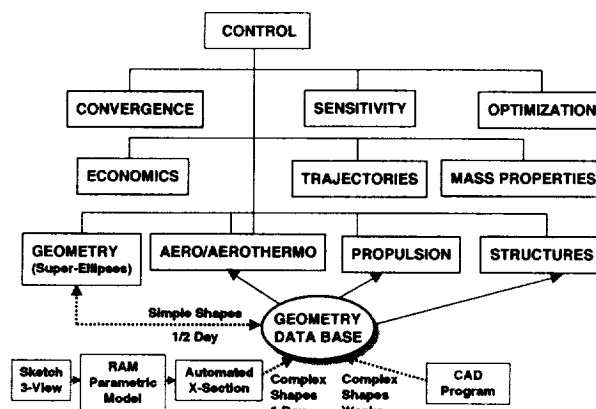 CONTROL
CONVERGENCE
SENSITIVITY
OPTIMIZATION
ECONOMICS
TRAJECTORIES
MASS PROPERTIES
GEOMETRY
(Super-Ellipses)
AERO/AEROTHERMO
PROPULSION
STRUCTURES
Simple Shapes
1/2 Day
GEOMETRY
DATA BASE
Sketch
3-View
RAM
Parametric
Model
Automated
X-Section
Complex
Shapes
Complex
Shapes
CAD
Program